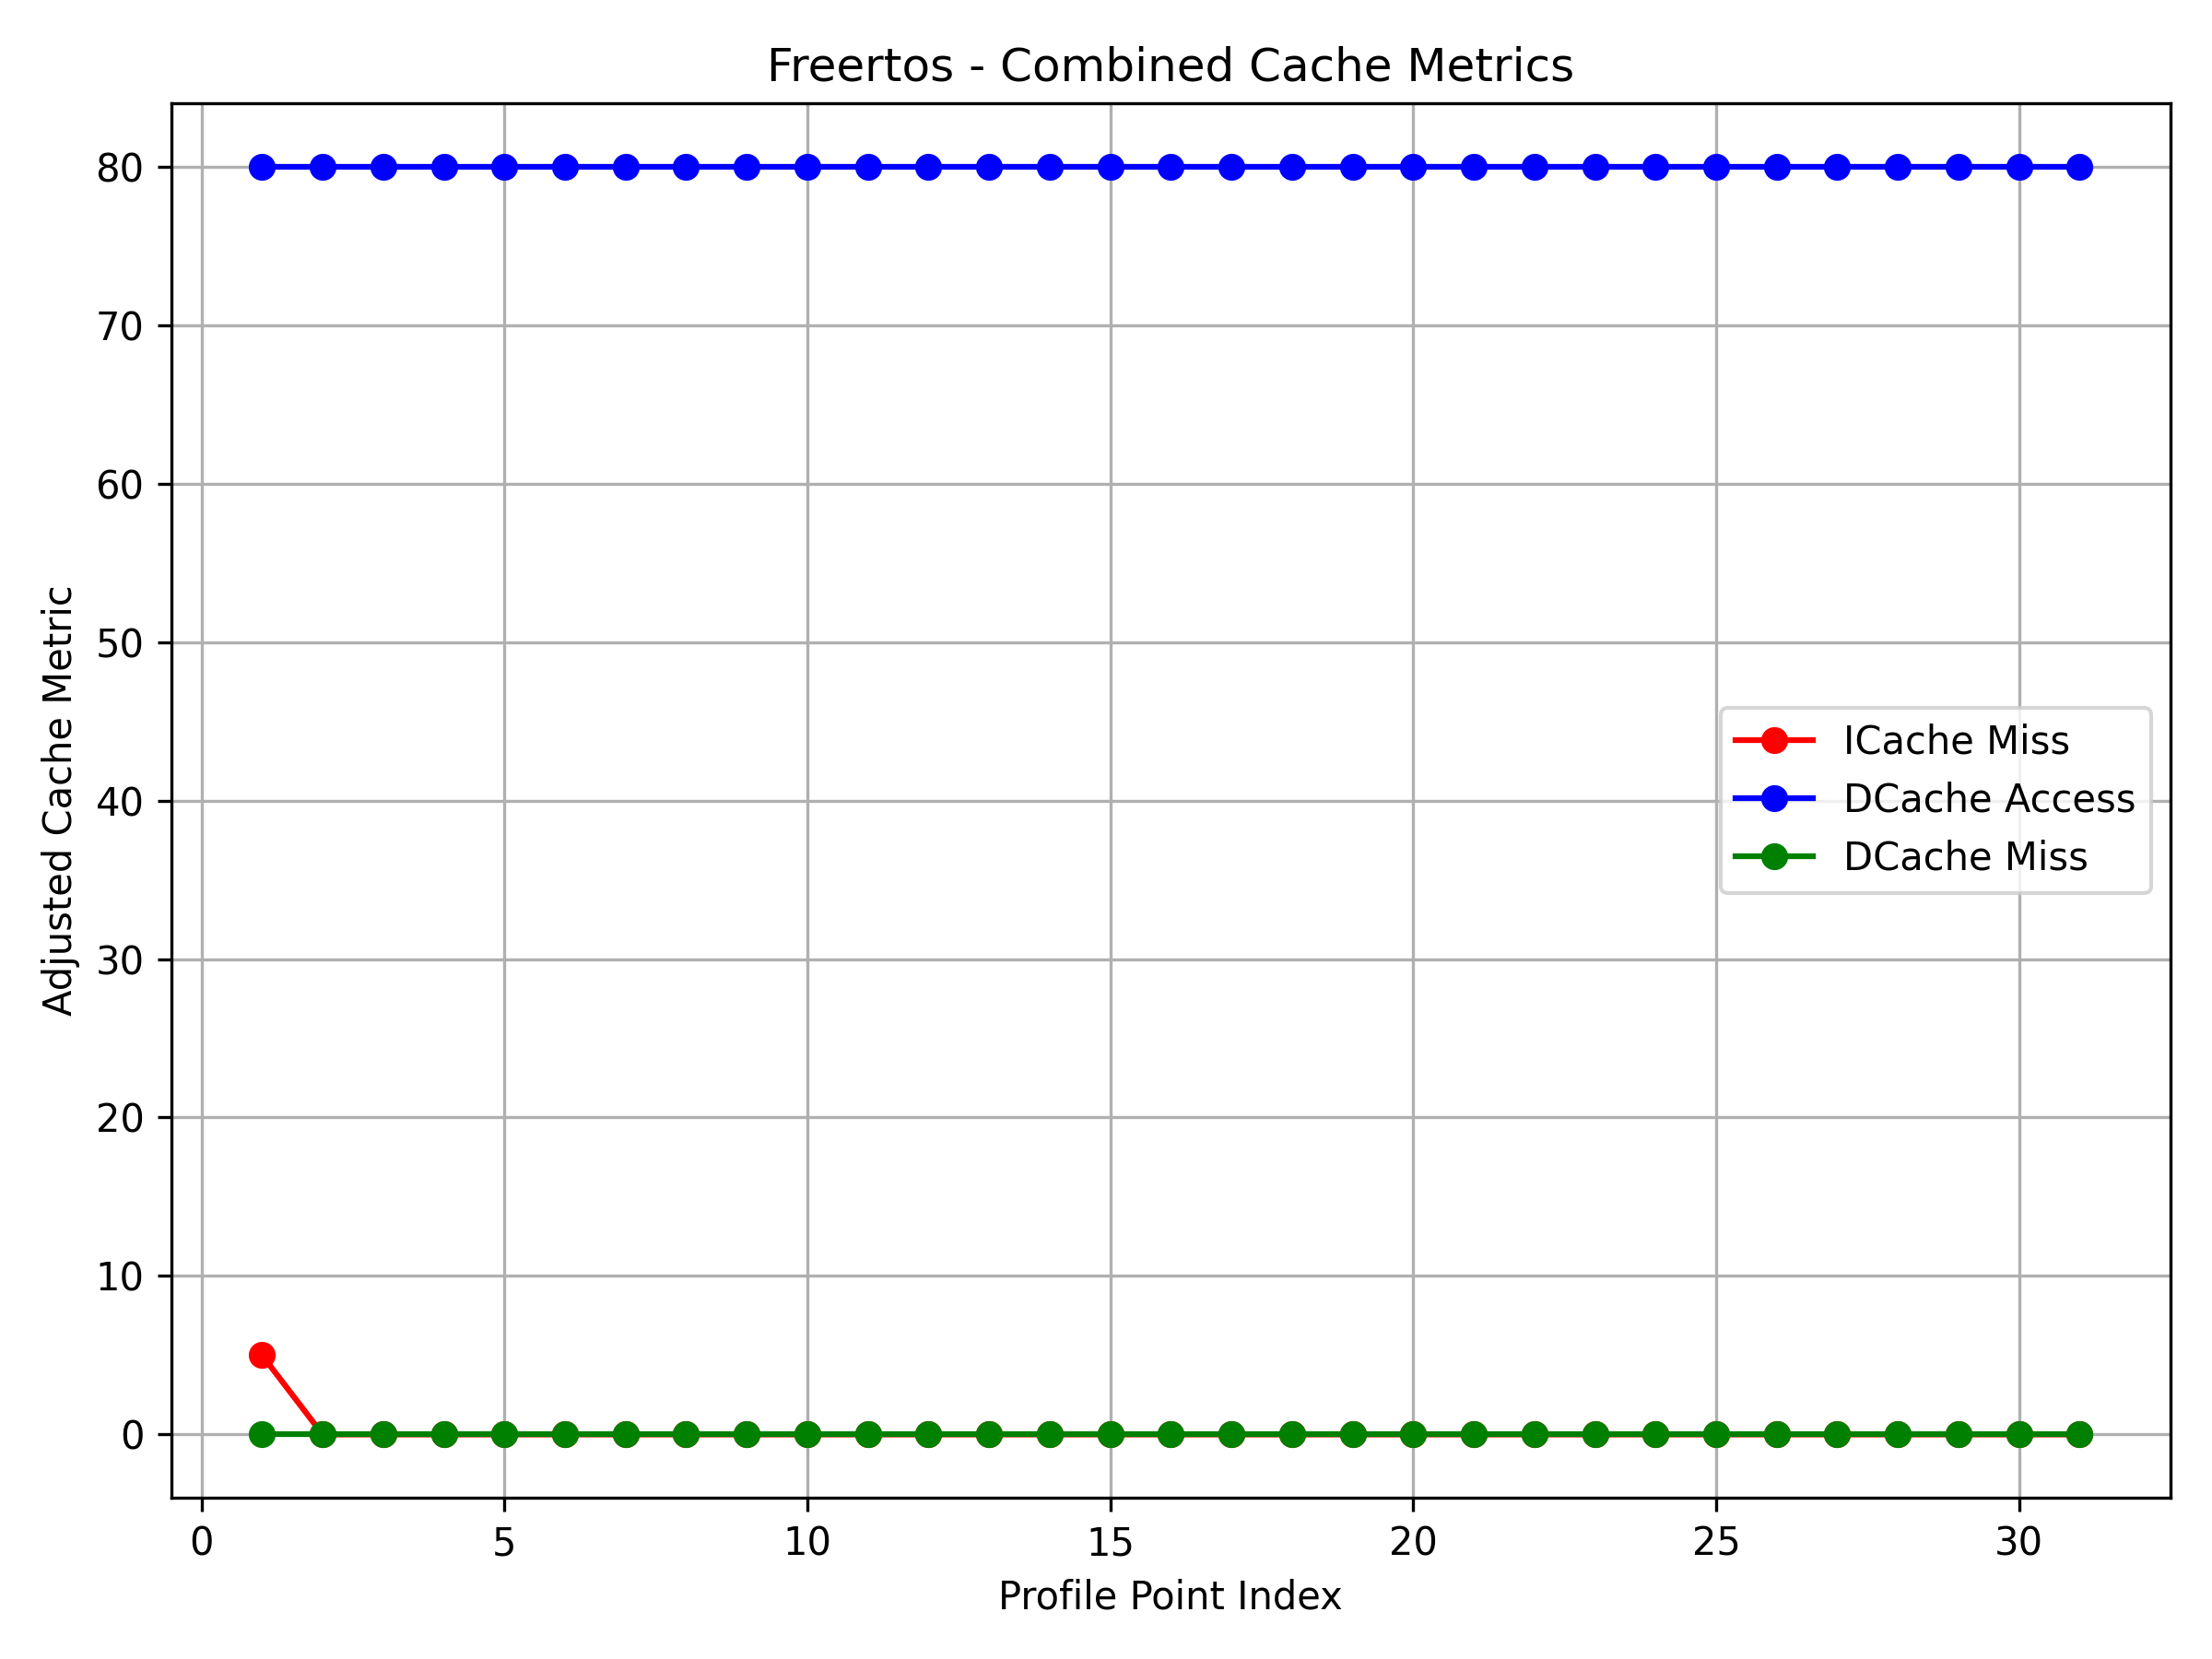 Freertos - Combined Cache Metrics
Adjusted Cache Metric
80
70
60
50
40
30
20
10
0
ICache Miss
DCache Access
DCache Miss
0 5 10 15 20 25 30
Profile Point Index